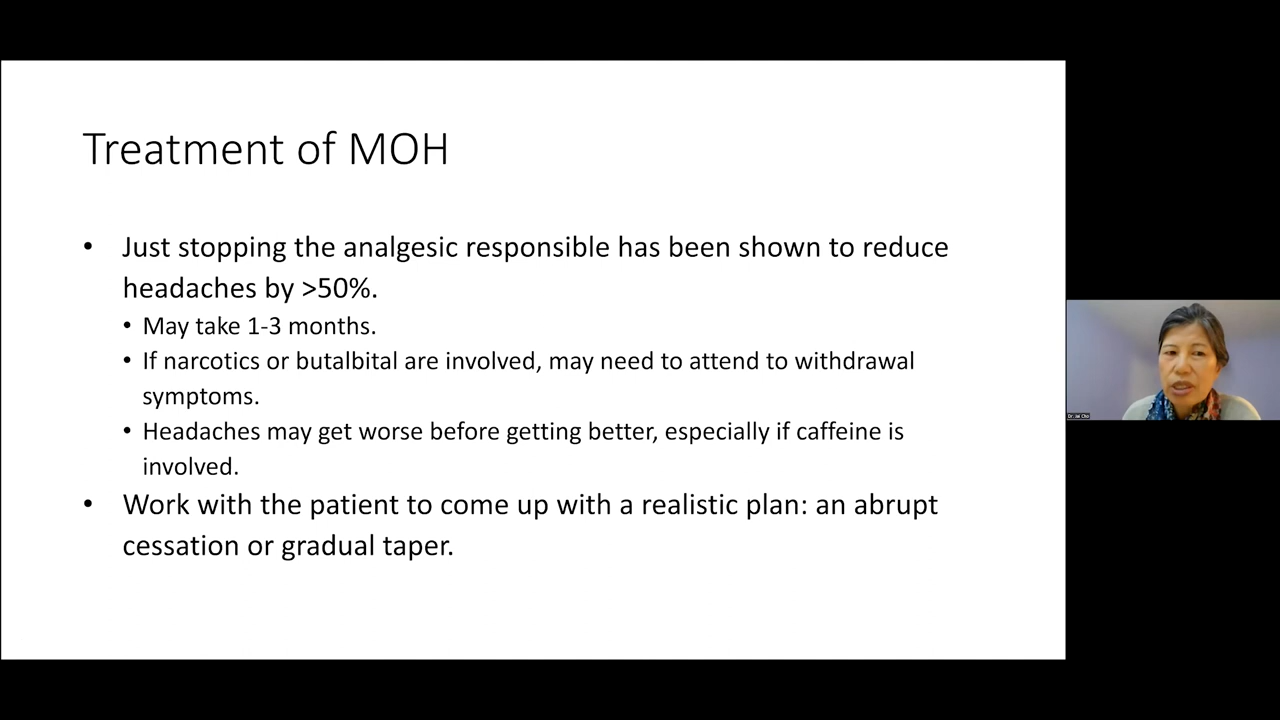 Treatment of MOH
• Just stopping the analgesic responsible has been shown to reduce
headaches by >50%.
• May take 1-3 months.
• If narcotics or butalbital are involved, may need to attend to withdrawal
symptoms.
• Headaches may get worse before getting better, especially if caffeine is
involved.
• Work with the patient to come up with a realistic plan: an abrupt
cessation or gradual taper.